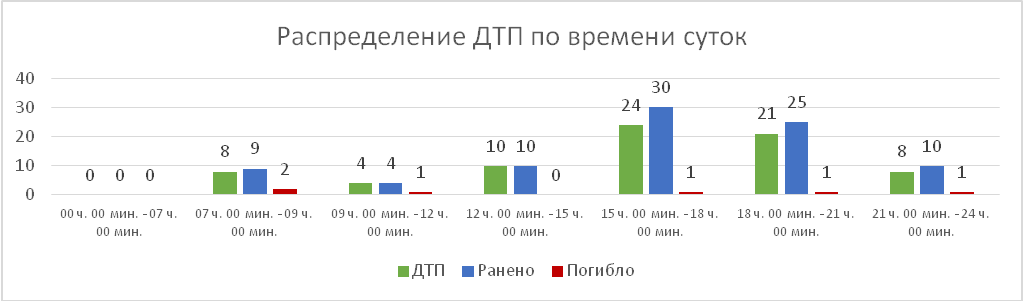 Распределение ДТП по времени суток
40
30
20
10
0
0 0 0
8 9 2
4 4 1
10 10 0
24 30 1
21 25 1
8 10 1
00 ч. 00 мин. -07 ч.
00 мин.
07 ч. 00 мин. -09 ч.
00 мин.
09 ч. 00 мин. -12 ч.
00 мин.
12 ч. 00 мин. -15 ч.
00 мин.
15 ч. 00 мин. -18 ч.
00 мин.
18 ч. 00 мин. -21 ч.
00 мин.
21 ч. 00 мин. -24 ч.
00 мин.
ДТП Ранено Погибло